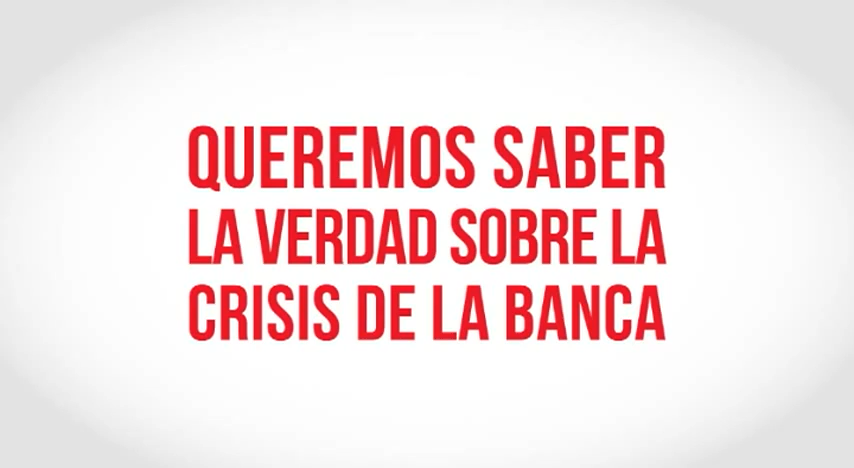 QUEREMOS SABER
LA VERDAD SOBRE LA
CRISIS DE LA BANCA